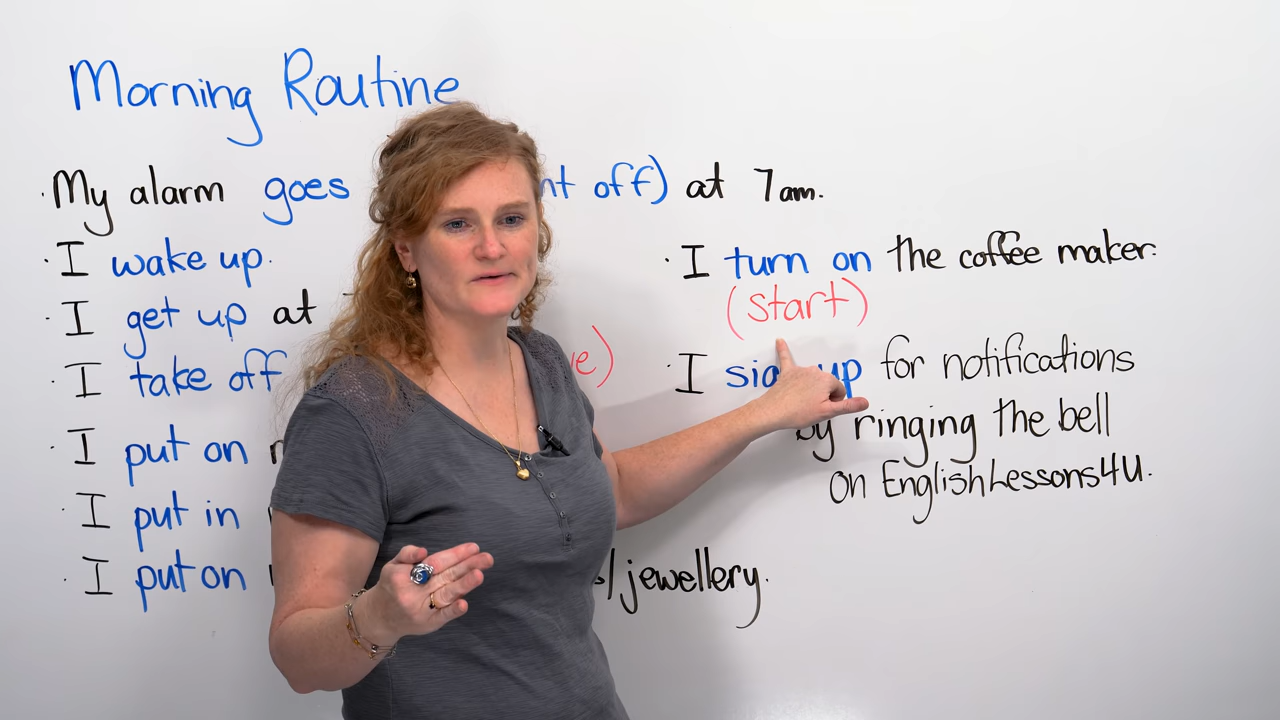 Morning Routine
· My alarm goes nt off) at 7am.
· I wake up.
· I get up at
· I take off e)
· I put on
· I put in
· I put on /jewellery.
· I turn on the coffee maker.
(start)
· I sign up for notifications
by ringing the bell
on EnglishLessons4U.